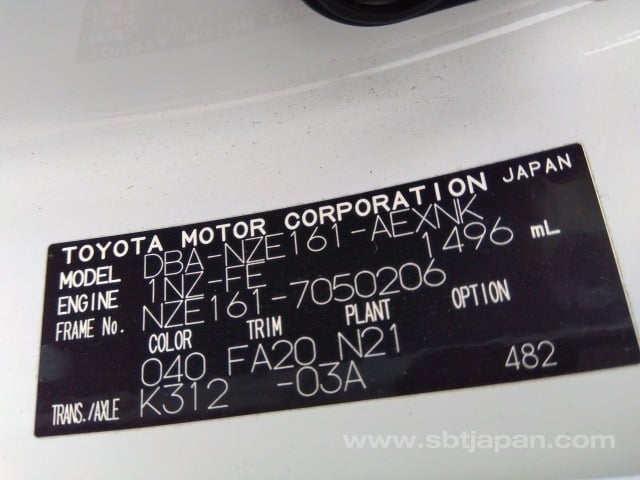 TOYOTA MOTOR CORPORATION JAPAN
MODEL DBA-NZE161-AEXNK
ENGINE 1NZ-FE 1496 mL
FRAME No. NZE161-7050206
COLOR TRIM PLANT OPTION
040 FA20 N21
TRANS./AXLE K312 -03A 482
www.sbtjapan.com